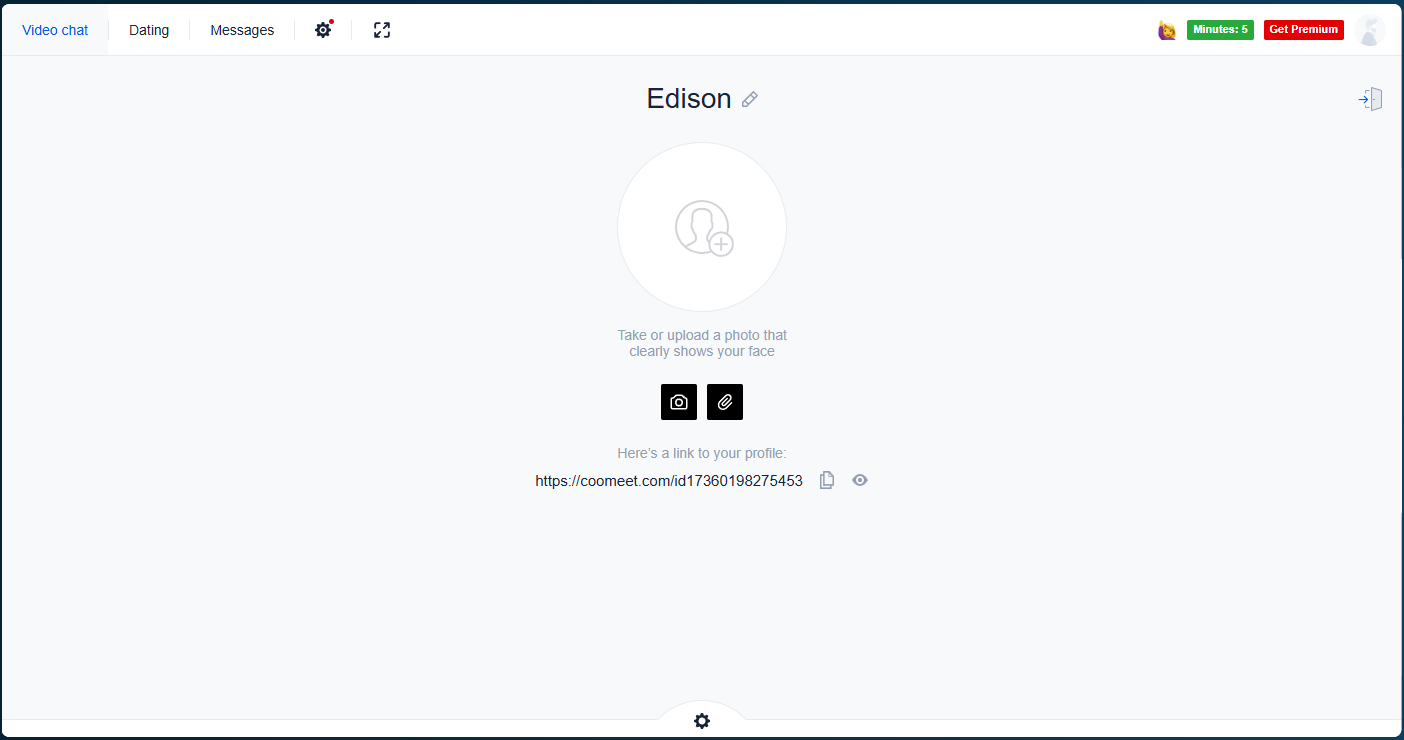 Video chat
Dating
Messages
Minutes: 5
Get Premium
Edison
Take or upload a photo that
clearly shows your face
Here's a link to your profile:
https://coomeet.com/id17360198275453